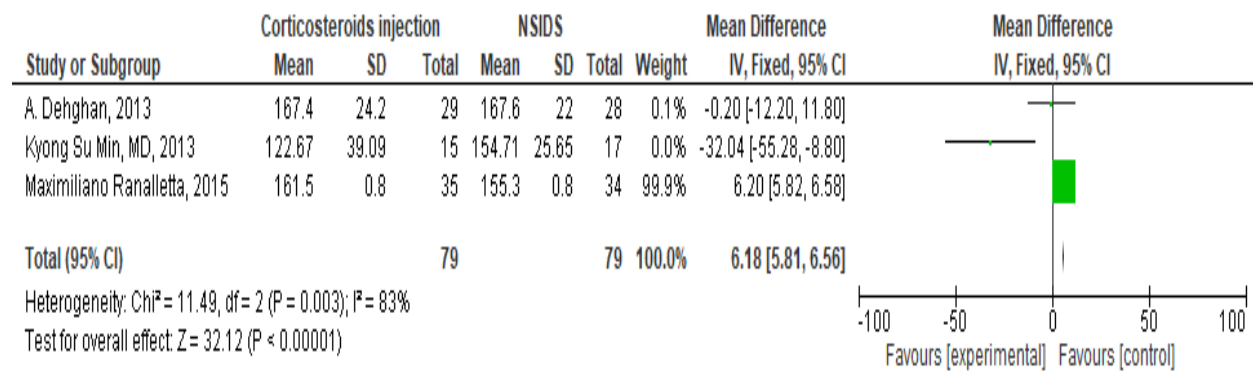 Corticosteroids injection NSIDS Mean Difference Mean Difference
Study or Subgroup Mean SD Total Mean SD Total Weight IV, Fixed, 95% CI IV, Fixed, 95% CI
A. Dehghan, 2013 167.4 24.2 29 167.6 22 28 0.1% -0.20 [-12.20, 11.80]
Kyong Su Min, MD, 2013 122.67 39.09 15 154.71 25.65 17 0.0% -32.04 [-55.28, -8.80]
Maximiliano Ranalletta, 2015 161.5 0.8 35 155.3 0.8 34 99.9% 6.20 [5.82, 6.58]
Total (95% CI) 79 79 100.0% 6.18 [5.81, 6.56]
Heterogeneity: Chi² = 11.49, df = 2 (P = 0.003); I² = 83%
Test for overall effect: Z = 32.12 (P < 0.00001)
-100 -50 0 50 100
Favours [experimental] Favours [control]